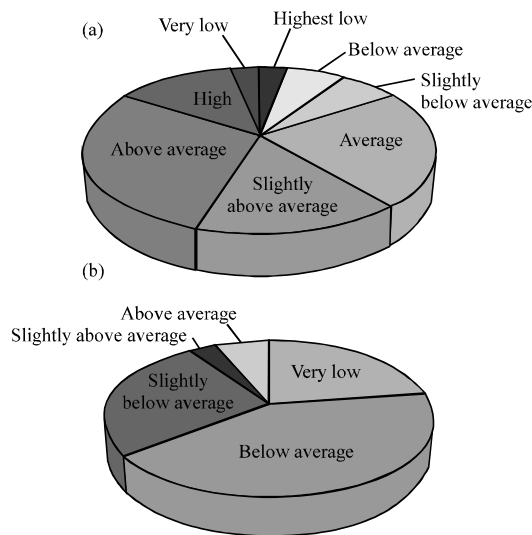 (a)
Very low
Highest low
Below average
Slightly
below average
High
Average
Above average
Slightly
above average
(b)
Above average
Slightly above average
Very low
Slightly
below average
Below average